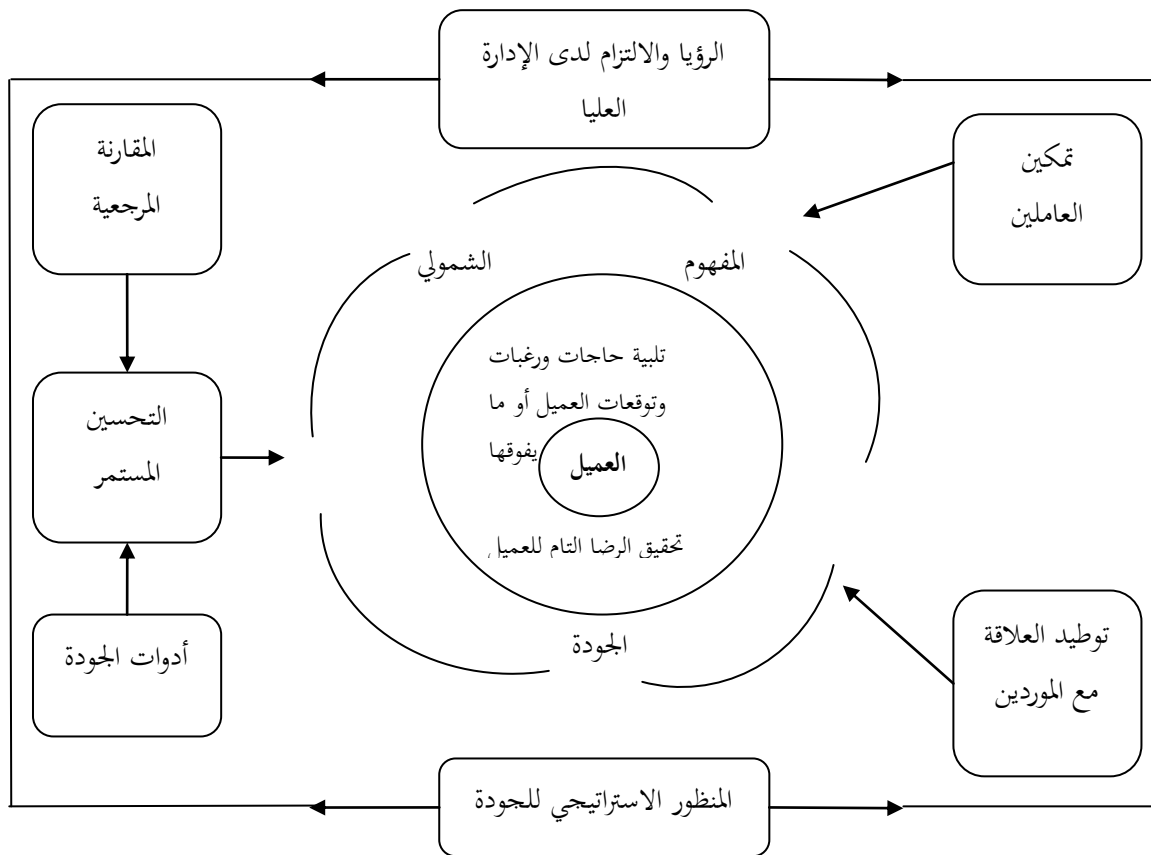 الرؤيا والالتزام لدى الإدارة
العليا
تمكين
العاملين
المقارنة
المرجعية
المفهوم
الشمولي
تلبية حاجات ورغبات
وتوقعات العميل أو ما
يفوقها
العميل
التحسين
المستمر
تحقيق الرضا التام للعميل
الجودة
توطيد العلاقة
مع الموردين
أدوات الجودة
المنظور الاستراتيجي للجودة